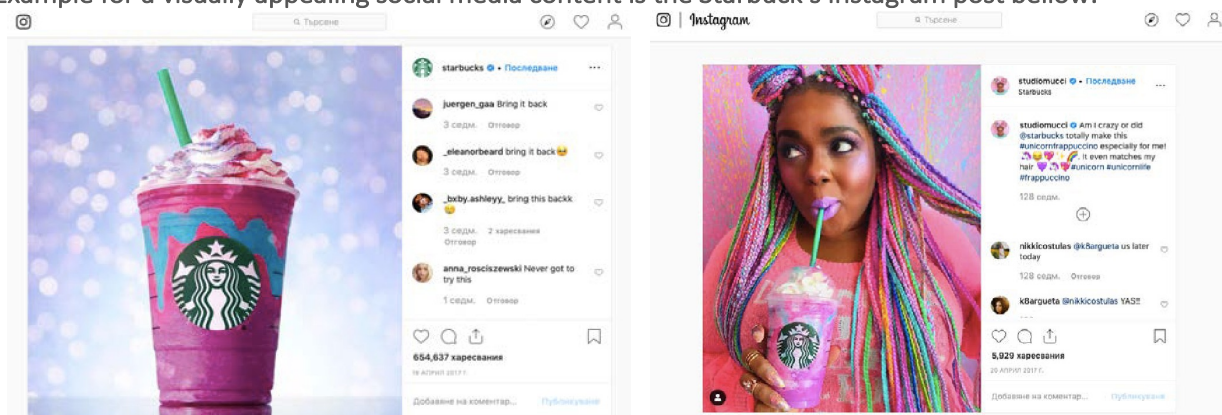 Example for a visually appealing social media content is the Starbuck's Instagram post bellow:
Търсене
starbucks • Последване
juergen_gaa Bring it back
3 седм. Отговор
_eleanorbeard bring it back🥺
3 седм. Отговор
_bxby.ashleyy_ bring this backk
🥺
3 седм. 2 харесвания
Отговор
anna_rosciszewski Never got to
try this
1 седм. Отговор
654,637 харесвания
19 АПРИЛ 2017 Г.
Добавяне на коментар... Публикуване
Instagram
Търсене
studiomucci • Последване
Starbucks
studiomucci Am I crazy or did
@starbucks totally make this
#unicornfrappuccino especially for me!
🦄😂💖✨🌈. It even matches my
hair 💜🦄💖#unicorn #unicornlife
#frappuccino
128 седм.
nikkicostulas @k8argueta us later
today
128 седм. Отговор
k8argueta @nikkicostulas YAS!!
5,929 харесвания
20 АПРИЛ 2017 Г.
Добавяне на коментар... Публикуване